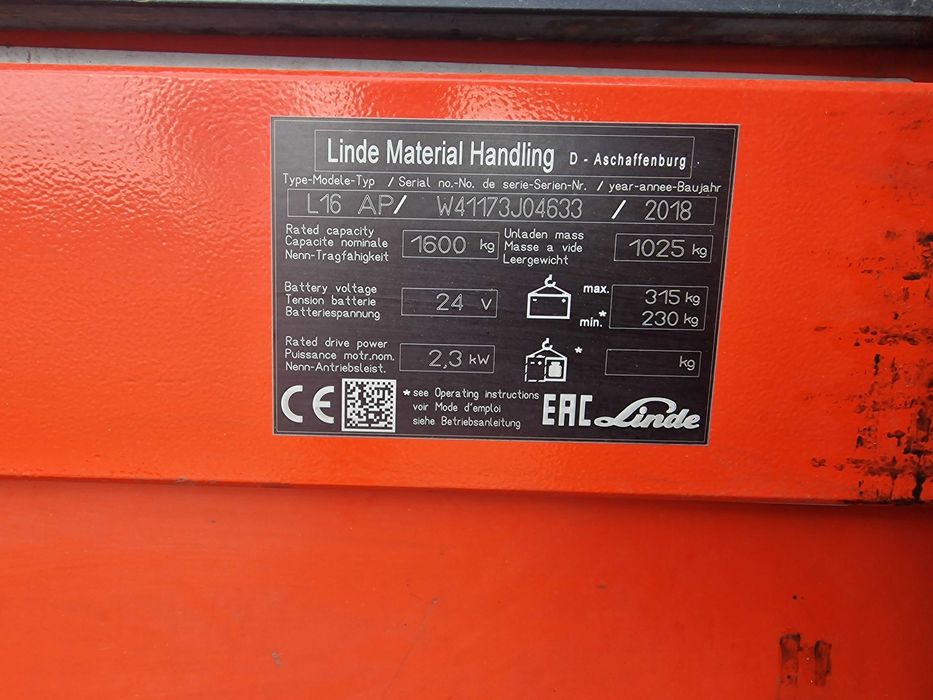 Linde Material Handling D - Aschaffenburg
Type-Modele-Typ / Serial no.-No. de serie-Serien-Nr. / year-annee-Baujahr
L16 AP / W41173J04633 / 2018
Rated capacity
Capacite nominale
Nenn-Tragfähigkeit
1600 kg
Unladen mass
Masse a vide
Leergewicht
1025 kg
Battery voltage
Tension batterie
Batteriespannung
24 V
max. 315 kg
min.* 230 kg
Rated drive power
Puissance motr.nom.
Nenn-Antriebsleist.
2,3 kW
* kg
CE
* see Operating instructions
voir Mode d'emploi
siehe Betriebsanleitung
EAC Linde